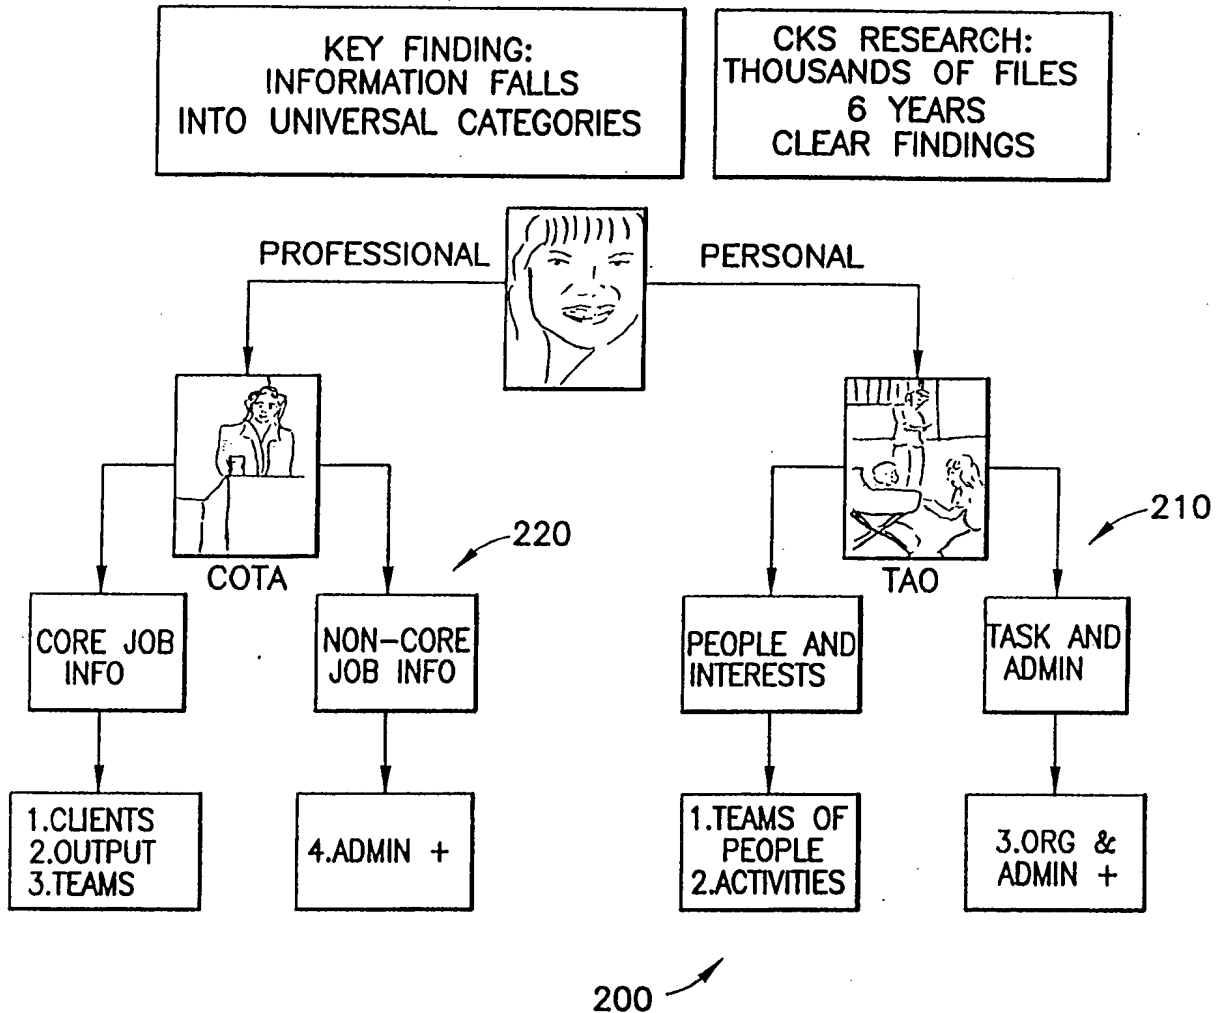 KEY FINDING:
INFORMATION FALLS
INTO UNIVERSAL CATEGORIES
CKS RESEARCH:
THOUSANDS OF FILES
6 YEARS
CLEAR FINDINGS
PROFESSIONAL
PERSONAL
COTA
220
TAO
210
CORE JOB
INFO
NON-CORE
JOB INFO
PEOPLE AND
INTERESTS
TASK AND
ADMIN
1.CLIENTS
2.OUTPUT
3.TEAMS
4.ADMIN +
1.TEAMS OF
PEOPLE
2.ACTIVITIES
3.ORG &
ADMIN +
200